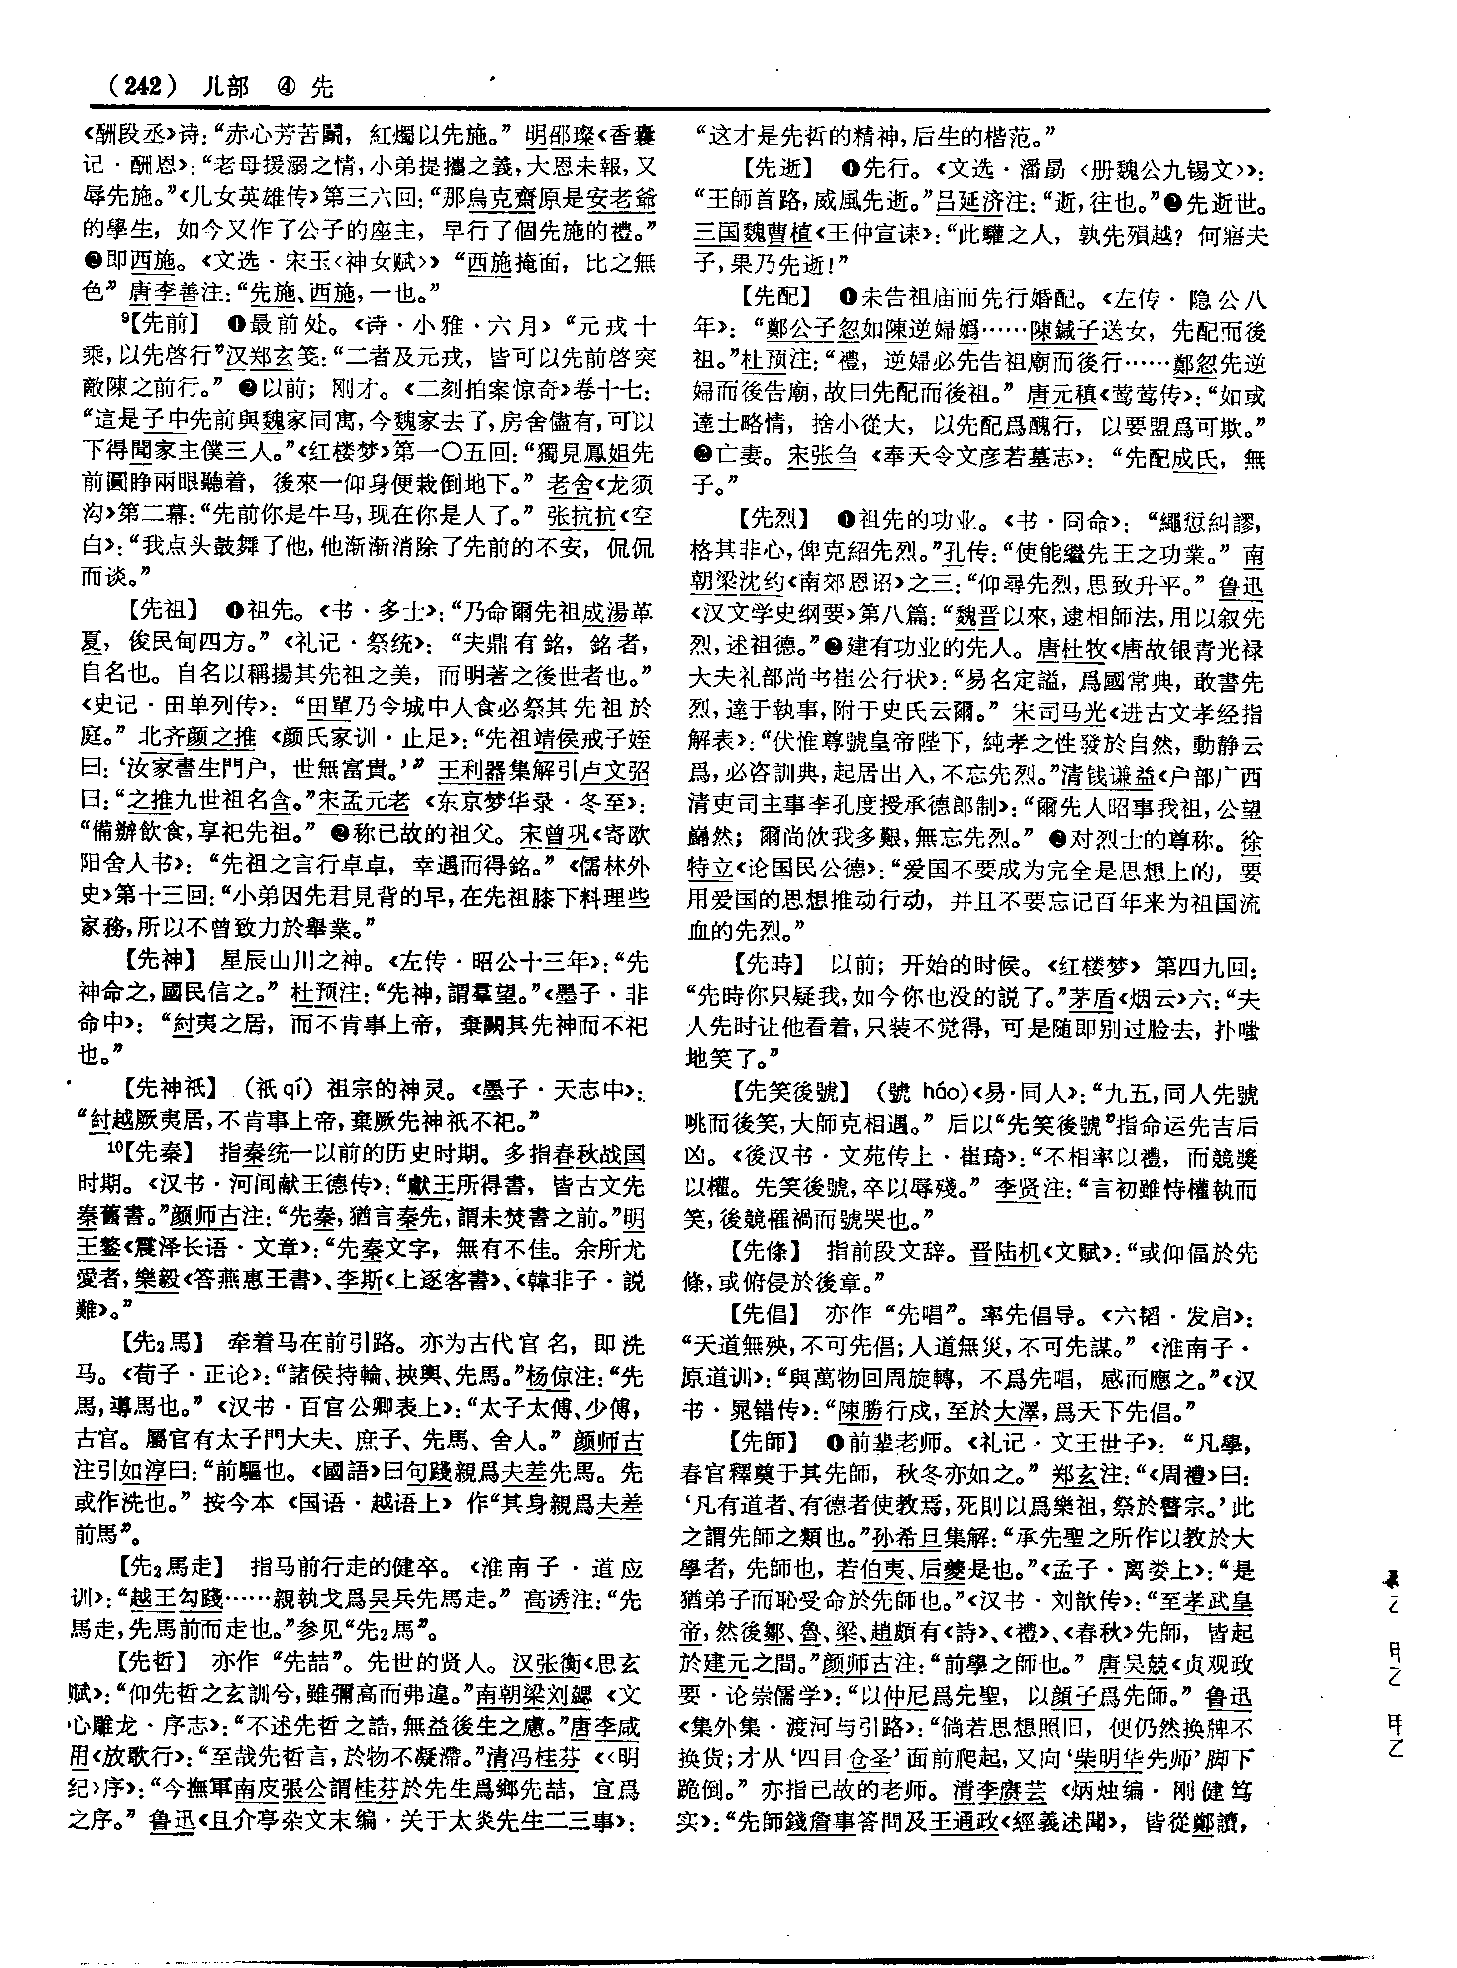 （242） 儿部 ④ 先
《酬段丞》诗：“赤心芳苦鬭，紅燭以先施。”明邵璨《香囊
记·酬恩》：“老母援溺之情，小弟提攜之義，大恩未報，又
辱先施。”《儿女英雄传》第三六回：“那烏克齋原是安老爺
的學生，如今又作了公子的座主，早行了個先施的禮。”
❷即西施。《文选·宋玉〈神女赋〉》“西施掩面，比之無
色”唐李善注：“先施、西施，一也。”
⁹【先前】 ❶最前处。《诗·小雅·六月》“元戎十
乘，以先啓行”汉郑玄笺：“二者及元戎，皆可以先前啓突
敵陳之前行。”❷以前；刚才。《二刻拍案惊奇》卷十七：
“這是子中先前與魏家同寓，今魏家去了，房舍儘有，可以
下得聞家主僕三人。”《红楼梦》第一〇五回：“獨見鳳姐先
前圓睁兩眼聽着，後來一仰身便栽倒地下。”老舍《龙须
沟》第二幕：“先前你是牛马，现在你是人了。”张抗抗《空
白》：“我点头鼓舞了他，他渐渐消除了先前的不安，侃侃
而谈。”
【先祖】 ❶祖先。《书·多士》：“乃命爾先祖成湯革
夏，俊民甸四方。”《礼记·祭统》：“夫鼎有銘，銘者，
自名也。自名以稱揚其先祖之美，而明著之後世者也。”
《史记·田单列传》：“田單乃令城中人食必祭其先祖於
庭。”北齐颜之推《颜氏家训·止足》：“先祖靖侯戒子姪
曰：‘汝家書生門户，世無富貴。’”王利器集解引卢文弨
曰：“之推九世祖名含。”宋孟元老《东京梦华录·冬至》：
“備辦飲食，享祀先祖。”❷称已故的祖父。宋曾巩《寄欧
阳舍人书》：“先祖之言行卓卓，幸遇而得銘。”《儒林外
史》第十三回：“小弟因先君見背的早，在先祖膝下料理些
家務，所以不曾致力於舉業。”
【先神】 星辰山川之神。《左传·昭公十三年》：“先
神命之，國民信之。”杜预注：“先神，謂羣望。”《墨子·非
命中》：“紂夷之居，而不肯事上帝，棄闕其先神而不祀
也。”
【先神祇】 （祇qí）祖宗的神灵。《墨子·天志中》：
“紂越厥夷居，不肯事上帝，棄厥先神祇不祀。”
¹⁰【先秦】 指秦统一以前的历史时期。多指春秋战国
时期。《汉书·河间献王德传》：“獻王所得書，皆古文先
秦舊書。”颜师古注：“先秦，猶言秦先，謂未焚書之前。”明
王鏊《震泽长语·文章》：“先秦文字，無有不佳。余所尤
愛者，樂毅《答燕惠王書》、李斯《上逐客書》、《韓非子·説
難》。”
【先₂馬】 牵着马在前引路。亦为古代官名，即洗
马。《荀子·正论》：“諸侯持輪、挾輿、先馬。”杨倞注：“先
馬，導馬也。”《汉书·百官公卿表上》：“太子太傅、少傅，
古官。屬官有太子門大夫、庶子、先馬、舍人。”颜师古
注引如淳曰：“前驅也。《國語》曰句踐親爲夫差先馬。先
或作洗也。”按今本《国语·越语上》作“其身親爲夫差
前馬”。
【先₂馬走】 指马前行走的健卒。《淮南子·道应
训》：“越王勾踐……親執戈爲吴兵先馬走。”高诱注：“先
馬走，先馬前而走也。”参见“先₂馬”。
【先哲】 亦作“先喆”。先世的贤人。汉张衡《思玄
赋》：“仰先哲之玄訓兮，雖彌高而弗違。”南朝梁刘勰《文
心雕龙·序志》：“不述先哲之誥，無益後生之慮。”唐李咸
用《放歌行》：“至哉先哲言，於物不凝滯。”清冯桂芬《〈明
纪〉序》：“今撫軍南皮張公謂桂芬於先生爲鄉先喆，宜爲
之序。”鲁迅《且介亭杂文末编·关于太炎先生二三事》：
“这才是先哲的精神，后生的楷范。”
【先逝】 ❶先行。《文选·潘勗〈册魏公九锡文〉》：
“王師首路，威風先逝。”吕延济注：“逝，往也。”❷先逝世。
三国魏曹植《王仲宣诔》：“此驩之人，孰先殞越？何寤夫
子，果乃先逝！”
【先配】 ❶未告祖庙而先行婚配。《左传·隐公八
年》：“鄭公子忽如陳逆婦嬀……陳鍼子送女，先配而後
祖。”杜预注：“禮，逆婦必先告祖廟而後行……鄭忽先逆
婦而後告廟，故曰先配而後祖。”唐元稹《莺莺传》：“如或
達士略情，捨小從大，以先配爲醜行，以要盟爲可欺。”
❷亡妻。宋张刍《奉天令文彦若墓志》：“先配成氏，無
子。”
【先烈】 ❶祖先的功业。《书·冏命》：“繩愆糾謬，
格其非心，俾克紹先烈。”孔传：“使能繼先王之功業。”南
朝梁沈约《南郊恩诏》之三：“仰尋先烈，思致升平。”鲁迅
《汉文学史纲要》第八篇：“魏晋以來，逮相師法，用以叙先
烈，述祖德。”❷建有功业的先人。唐杜牧《唐故银青光禄
大夫礼部尚书崔公行状》：“易名定謚，爲國常典，敢書先
烈，達于執事，附于史氏云爾。”宋司马光《进古文孝经指
解表》：“伏惟尊號皇帝陛下，純孝之性發於自然，動静云
爲，必咨訓典，起居出入，不忘先烈。”清钱谦益《户部广西
清吏司主事李孔度授承德郎制》：“爾先人昭事我祖，公望
巋然；爾尚佽我多艱，無忘先烈。”❸对烈士的尊称。徐
特立《论国民公德》：“爱国不要成为完全是思想上的，要
用爱国的思想推动行动，并且不要忘记百年来为祖国流
血的先烈。”
【先時】 以前；开始的时候。《红楼梦》第四九回：
“先時你只疑我，如今你也没的説了。”茅盾《烟云》六：“夫
人先时让他看着，只装不觉得，可是随即别过脸去，扑嗤
地笑了。”
【先笑後號】 （號 háo）《易·同人》：“九五，同人先號
咷而後笑，大師克相遇。”后以“先笑後號”指命运先吉后
凶。《後汉书·文苑传上·崔琦》：“不相率以禮，而競獎
以權。先笑後號，卒以辱殘。”李贤注：“言初雖恃權執而
笑，後競罹禍而號哭也。”
【先條】 指前段文辞。晋陆机《文赋》：“或仰偪於先
條，或俯侵於後章。”
【先倡】 亦作“先唱”。率先倡导。《六韬·发启》：
“天道無殃，不可先倡；人道無災，不可先謀。”《淮南子·
原道训》：“與萬物回周旋轉，不爲先唱，感而應之。”《汉
书·晁错传》：“陳勝行戍，至於大澤，爲天下先倡。”
【先師】 ❶前辈老师。《礼记·文王世子》：“凡學，
春官釋奠于其先師，秋冬亦如之。”郑玄注：“《周禮》曰：
‘凡有道者、有德者使教焉，死則以爲樂祖，祭於瞽宗。’此
之謂先師之類也。”孙希旦集解：“承先聖之所作以教於大
學者，先師也，若伯夷、后夔是也。”《孟子·离娄上》：“是
猶弟子而恥受命於先師也。”《汉书·刘歆传》：“至孝武皇
帝，然後鄒、魯、梁、趙頗有《詩》、《禮》、《春秋》先師，皆起
於建元之間。”颜师古注：“前學之師也。”唐吴兢《贞观政
要·论崇儒学》：“以仲尼爲先聖，以顔子爲先師。”鲁迅
《集外集·渡河与引路》：“倘若思想照旧，便仍然换牌不
换货；才从‘四目仓圣’面前爬起，又向‘柴明华先师’脚下
跪倒。”亦指已故的老师。清李赓芸《炳烛编·刚健笃
实》：“先師錢詹事答問及王通政《經義述聞》，皆從鄭讀，